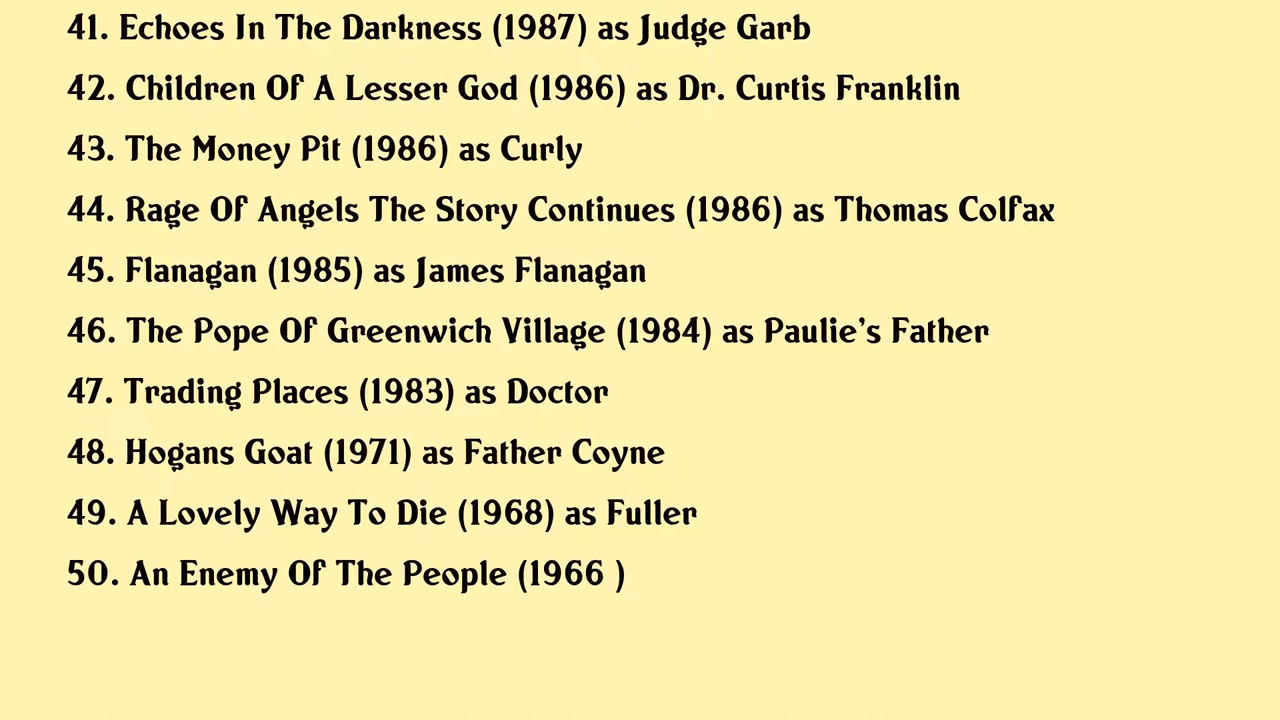 41. Echoes In The Darkness (1987) as Judge Garb
42. Children Of A Lesser God (1986) as Dr. Curtis Franklin
43. The Money Pit (1986) as Curly
44. Rage Of Angels The Story Continues (1986) as Thomas Colfax
45. Flanagan (1985) as James Flanagan
46. The Pope Of Greenwich Village (1984) as Paulie's Father
47. Trading Places (1983) as Doctor
48. Hogans Goat (1971) as Father Coyne
49. A Lovely Way To Die (1968) as Fuller
50. An Enemy Of The People (1966 )